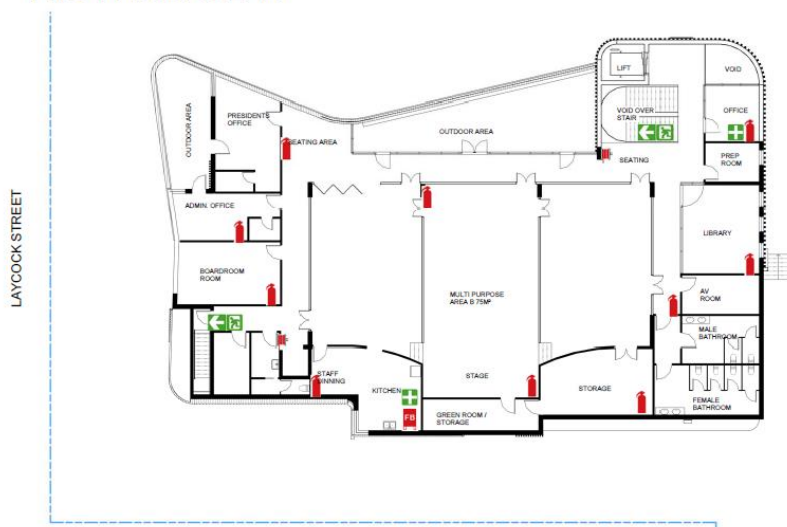 LAYCOCK STREET
OUTDOOR AREA
PRESIDENTS
OFFICE
SEATING AREA
OUTDOOR AREA
LIFT
VOID
VOID OVER
STAIR
OFFICE
SEATING
PREP
ROOM
ADMIN. OFFICE
LIBRARY
BOARDROOM
ROOM
MULTI PURPOSE
AREA B 75M²
AV
ROOM
MALE
BATHROOM
STAFF
DINNING
KITCHEN
STAGE
STORAGE
FB
GREEN ROOM /
STORAGE
FEMALE
BATHROOM